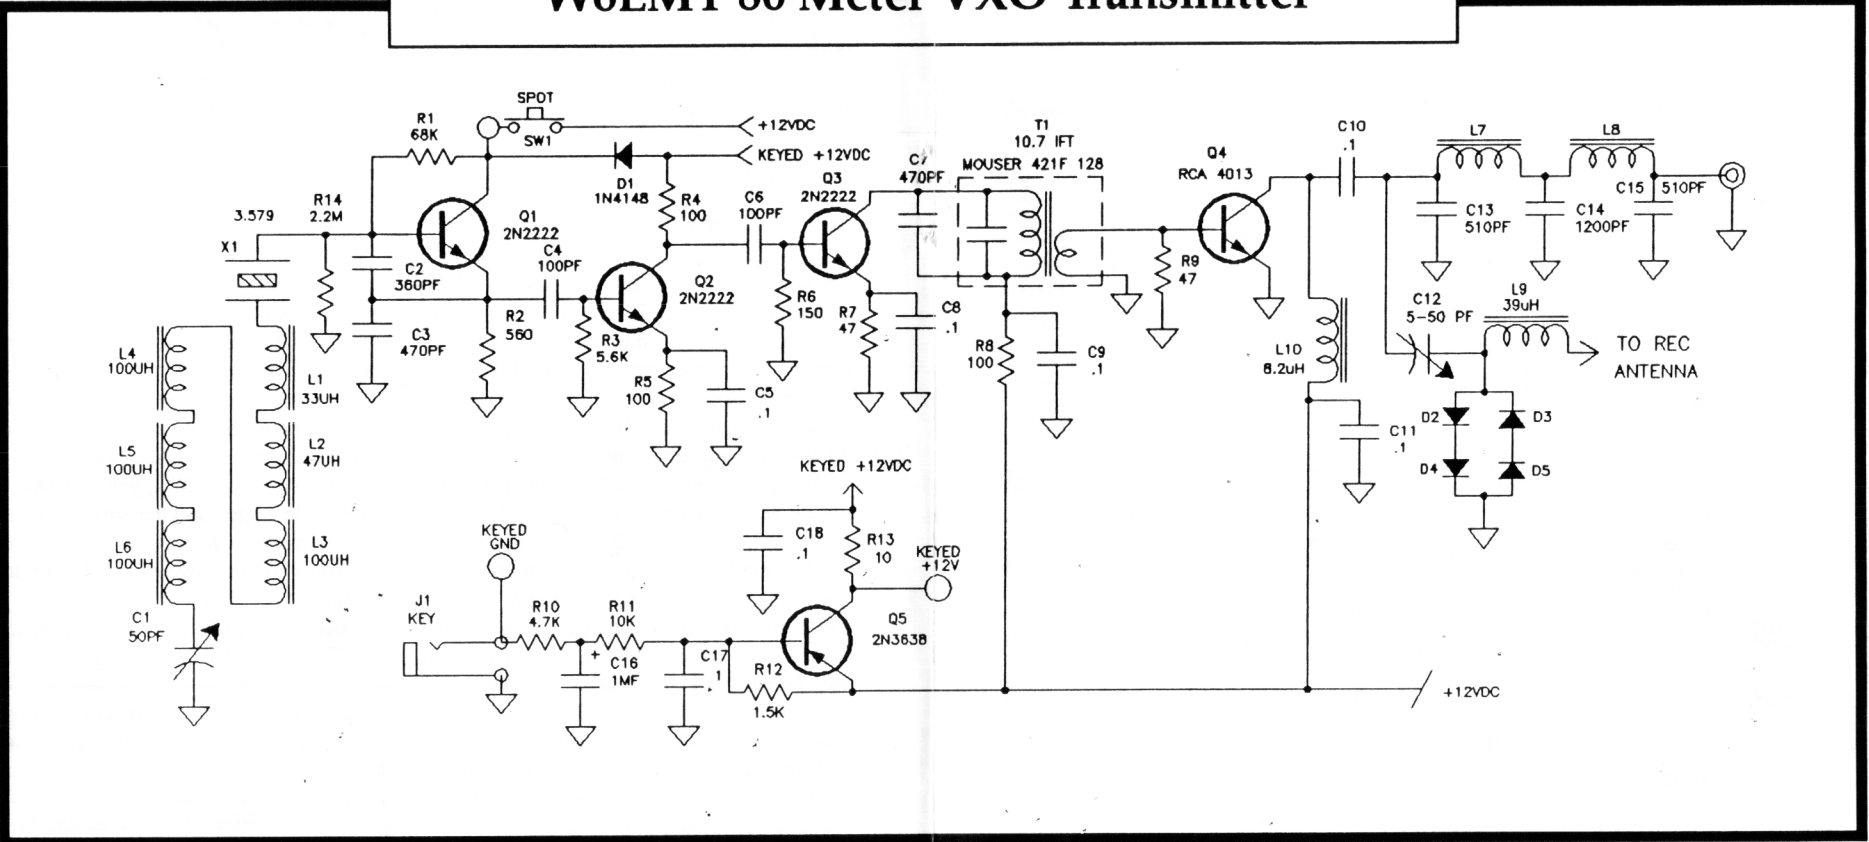 W6EMT 80 Meter VXO Transmitter
SPOT
SW1
+12VDC
KEYED +12VDC
R1
68K
D1
1N4148
R4
100
R14
2.2M
3.579
X1
Q1
2N2222
C2
360PF
C3
470PF
R2
560
C4
100PF
R3
5.6K
Q2
2N2222
R5
100
C5
.1
C6
100PF
R6
150
Q3
2N2222
R7
47
C8
.1
C7
470PF
T1
10.7 IFT
MOUSER 421F 128
R8
100
C9
.1
R9
47
Q4
RCA 4013
C10
.1
L7
L8
C13
510PF
C14
1200PF
C15
510PF
L10
8.2uH
C11
.1
C12
5-50 PF
L9
39uH
TO REC
ANTENNA
D2
D3
D4
D5
L4
100UH
L1
33UH
L5
100UH
L2
47UH
L6
100UH
L3
100UH
C1
50PF
KEYED
GND
J1
KEY
R10
4.7K
R11
10K
+
C16
1MF
C17
.1
R12
1.5K
KEYED +12VDC
C18
.1
R13
10
KEYED
+12V
Q5
2N3638
+12VDC